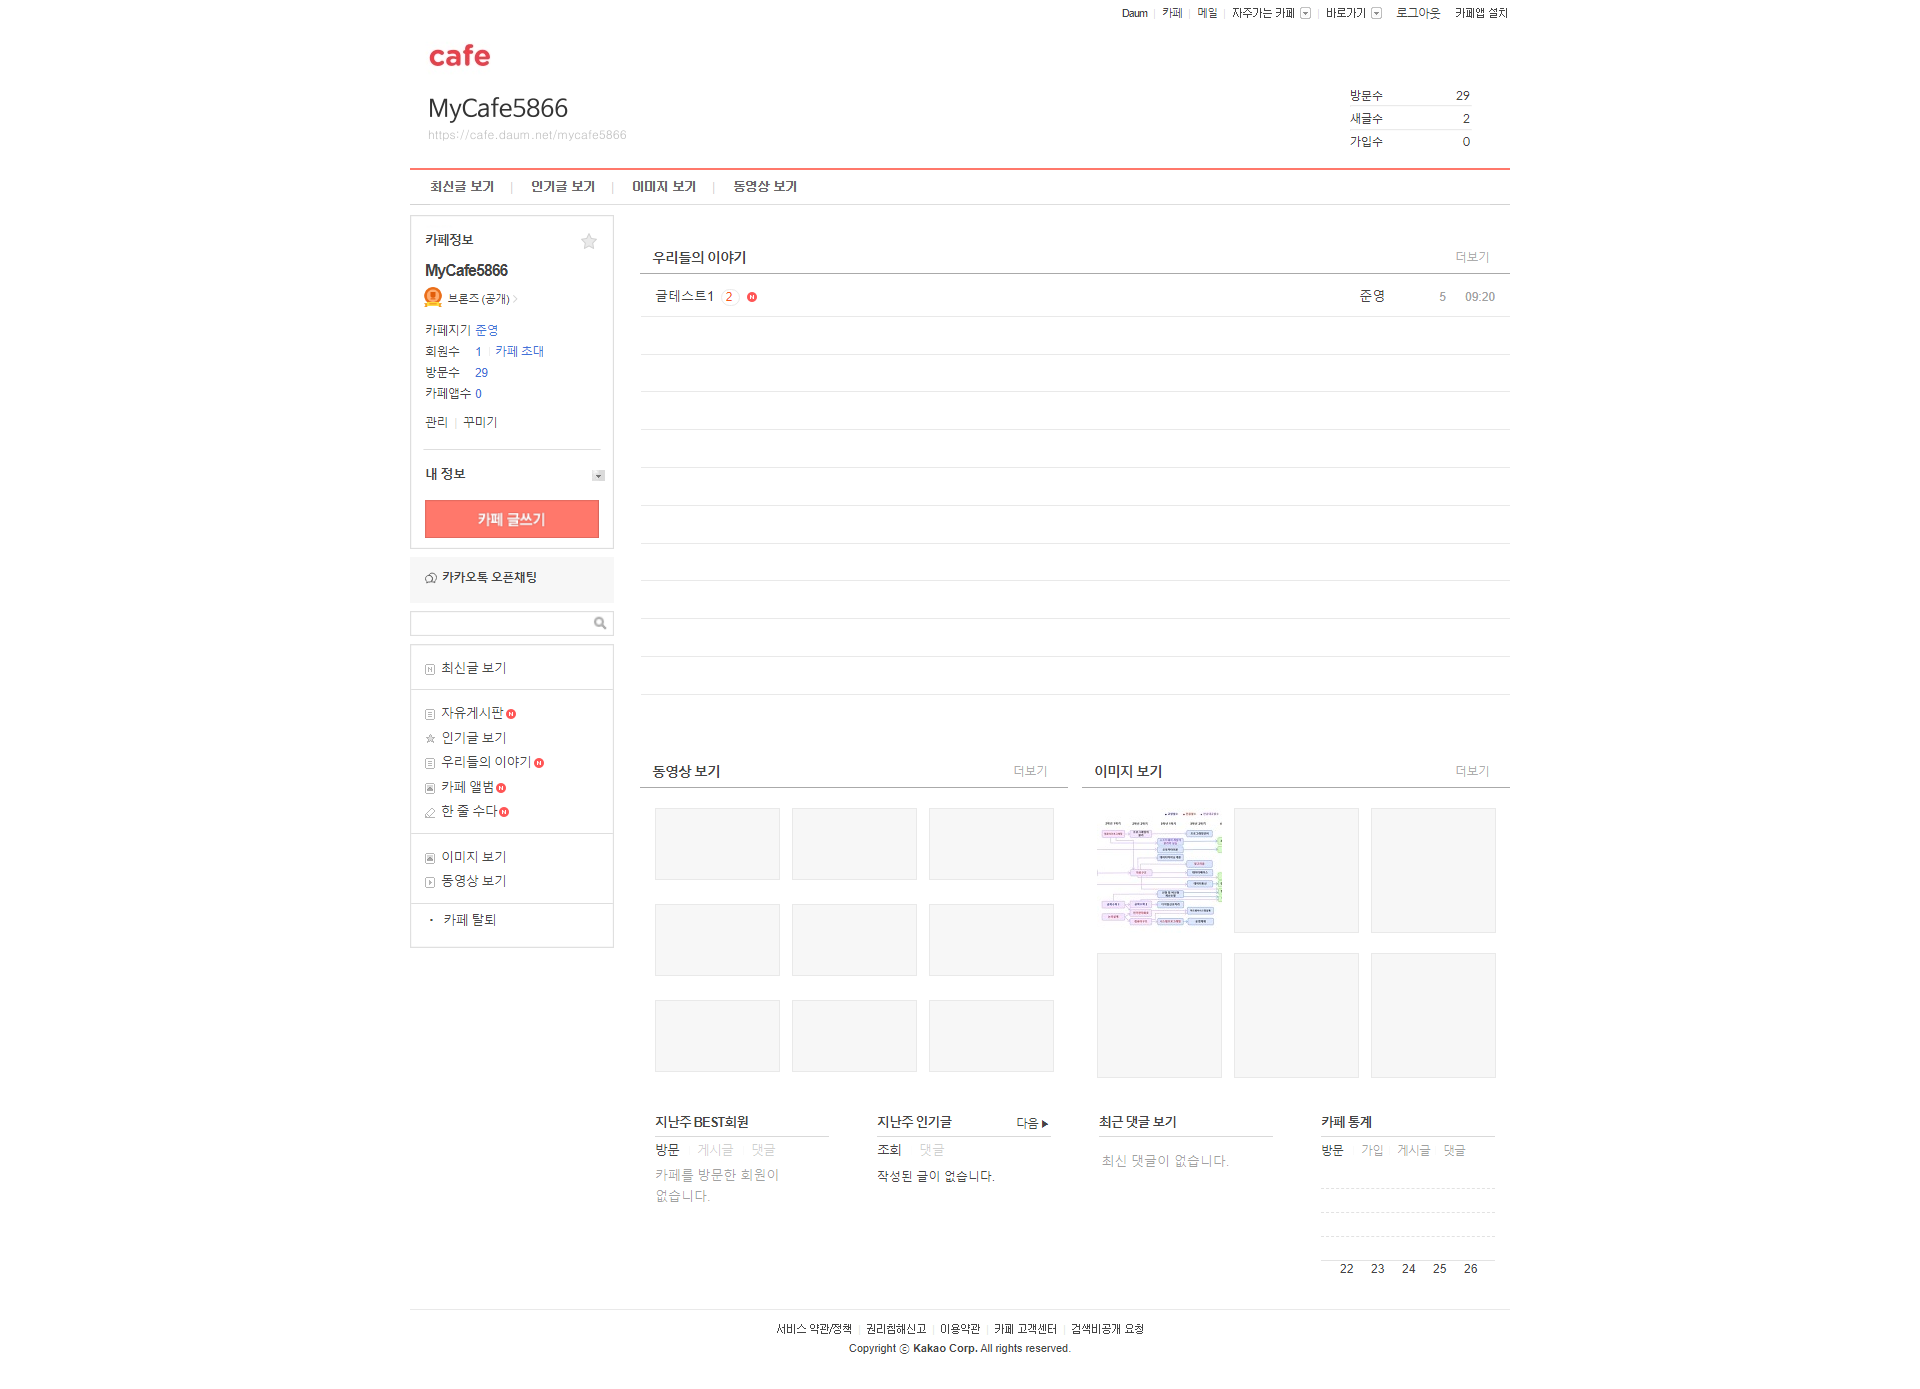 Daum 카페 메일 자주가는 카페 바로가기 로그아웃 카페앱 설치
cafe
MyCafe5866
https://cafe.daum.net/mycafe5866
방문수 29
새글수 2
가입수 0
최신글 보기 인기글 보기 이미지 보기 동영상 보기
카페정보
MyCafe5866
브론즈 (공개)
카페지기 준영
회원수 1 카페 초대
방문수 29
카페앱수 0
관리 꾸미기
내 정보
카페 글쓰기
카카오톡 오픈채팅
최신글 보기
자유게시판 N
인기글 보기
우리들의 이야기 N
카페 앨범 N
한 줄 수다 N
이미지 보기
동영상 보기
· 카페 탈퇴
우리들의 이야기 더보기
글테스트1 2 N 준영 5 09:20
동영상 보기 더보기
이미지 보기 더보기
지난주 BEST회원
방문 게시글 댓글
카페를 방문한 회원이
없습니다.
지난주 인기글 다음 ▶
조회 댓글
작성된 글이 없습니다.
최근 댓글 보기
최신 댓글이 없습니다.
카페 통계
방문 가입 게시글 댓글
22 23 24 25 26
서비스 약관/정책 권리침해신고 이용약관 카페 고객센터 검색비공개 요청
Copyright ⓒ Kakao Corp. All rights reserved.